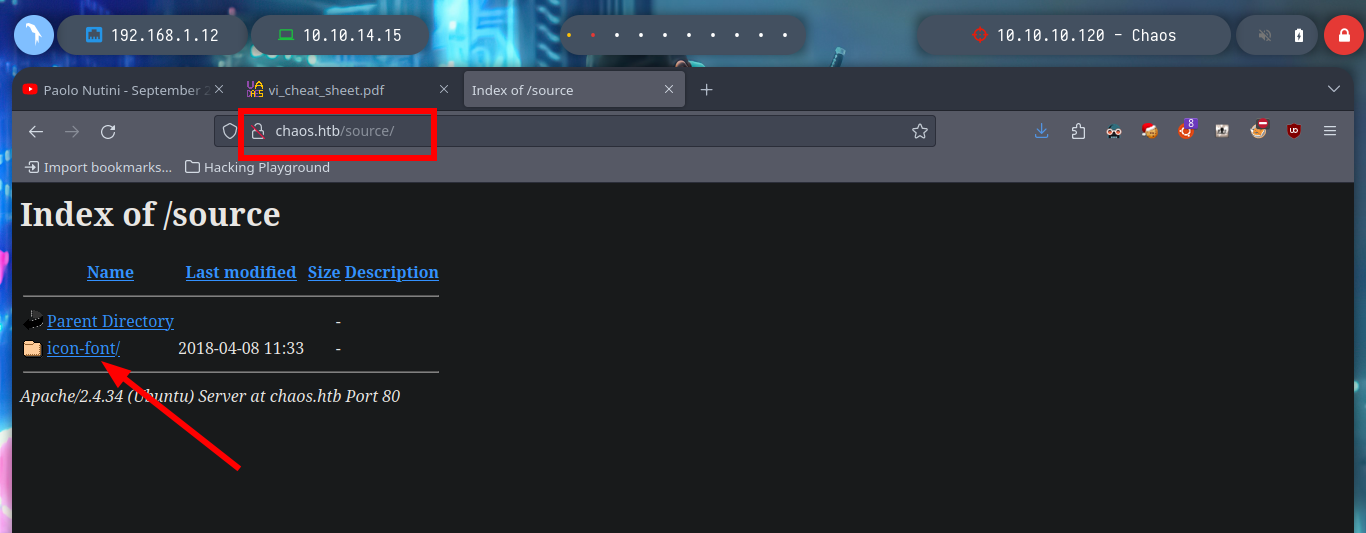 192.168.1.12 10.10.14.15 10.10.10.120 - Chaos
Paolo Nutini - September 2 vi_cheat_sheet.pdf Index of /source
chaos.htb/source/ 8
Import bookmarks... Hacking Playground
Index of /source
Name Last modified Size Description
Parent Directory -
icon-font/ 2018-04-08 11:33 -
Apache/2.4.34 (Ubuntu) Server at chaos.htb Port 80